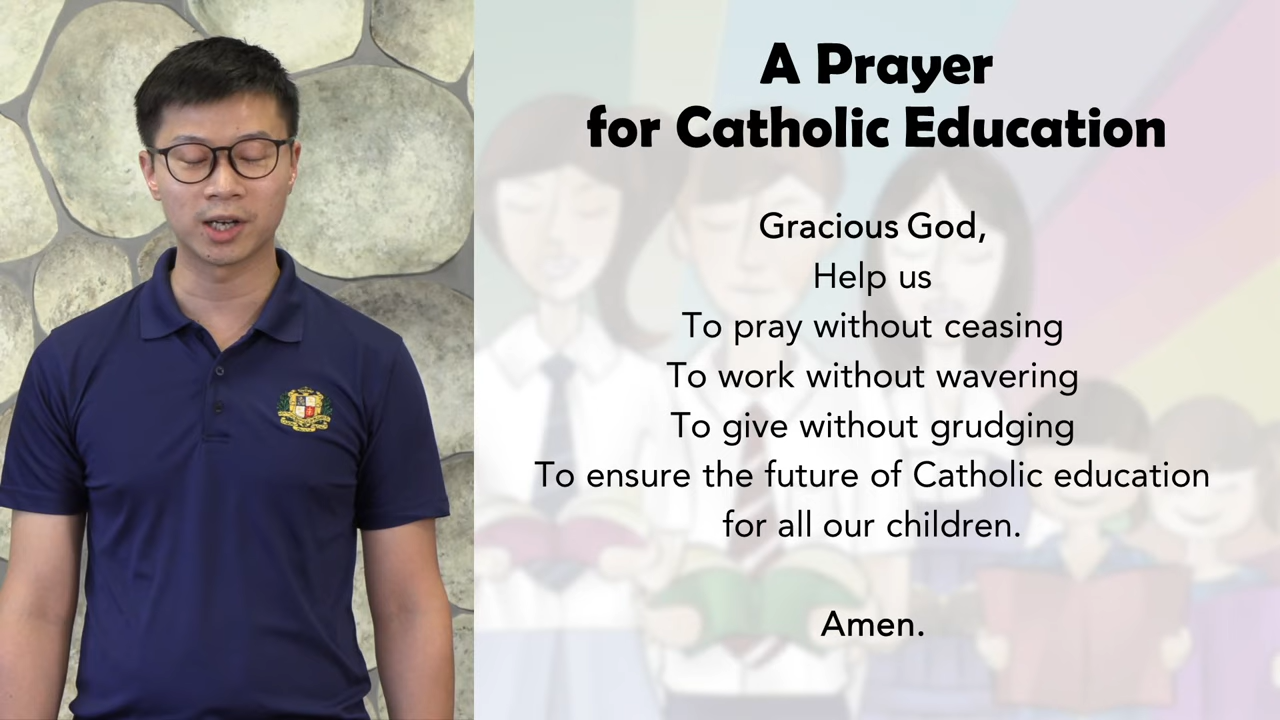 A Prayer
for Catholic Education
Gracious God,
Help us
To pray without ceasing
To work without wavering
To give without grudging
To ensure the future of Catholic education
for all our children.
Amen.